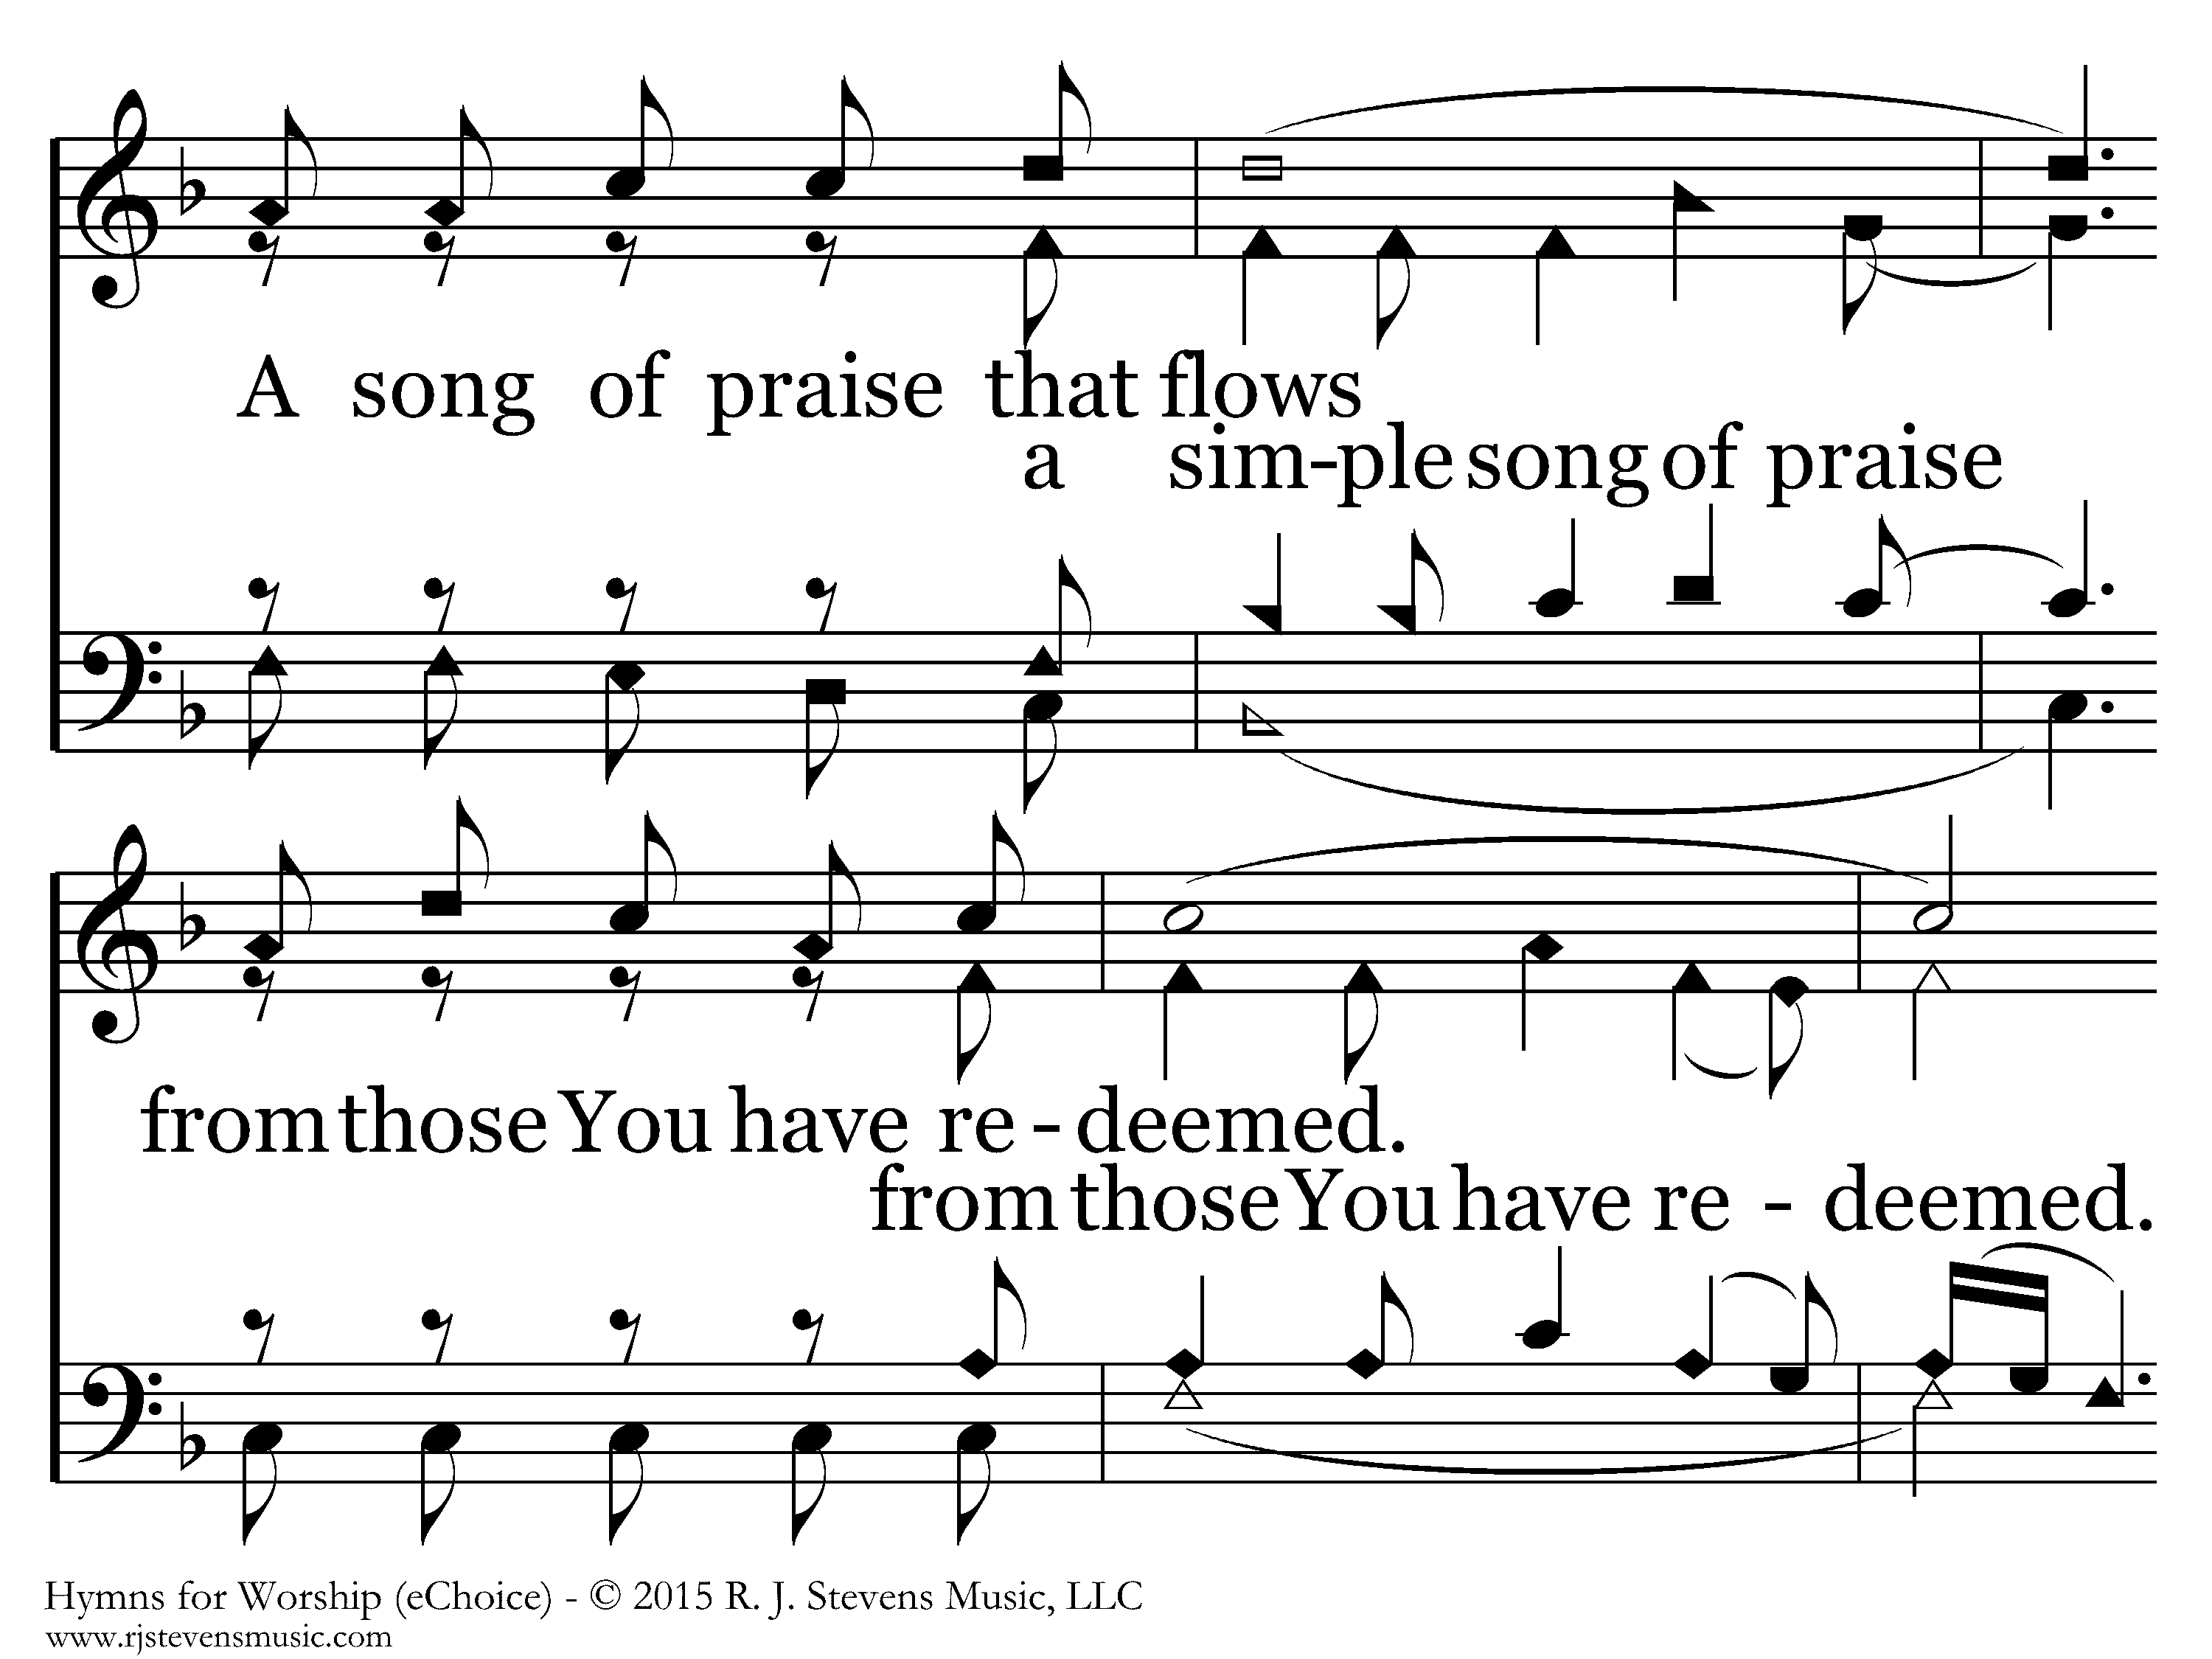 A song of praise that flows
a sim-ple song of praise
from those You have re - deemed.
from those You have re - deemed.
Hymns for Worship (eChoice) - © 2015 R. J. Stevens Music, LLC
www.rjstevensmusic.com